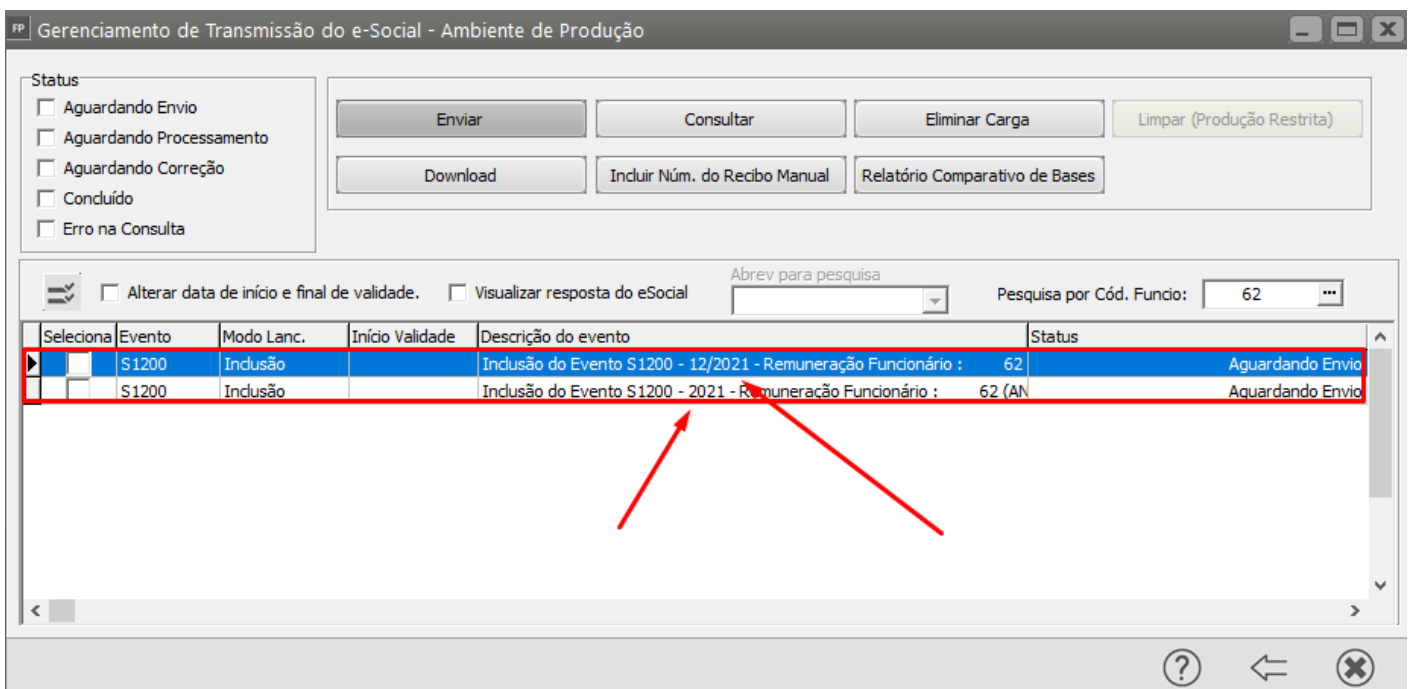 FP Gerenciamento de Transmissão do e-Social - Ambiente de Produção
Status
Aguardando Envio
Aguardando Processamento
Aguardando Correção
Concluído
Erro na Consulta
Enviar Consultar Eliminar Carga Limpar (Produção Restrita)
Download Incluir Núm. do Recibo Manual Relatório Comparativo de Bases
Alterar data de início e final de validade. Visualizar resposta do eSocial Abrev para pesquisa Pesquisa por Cód. Funcio: 62 ...
Seleciona Evento Modo Lanc. Início Validade Descrição do evento Status
S1200 Inclusão Inclusão do Evento S1200 - 12/2021 - Remuneração Funcionário : 62 Aguardando Envio
S1200 Inclusão Inclusão do Evento S1200 - 2021 - Remuneração Funcionário : 62 (AN Aguardando Envio
?